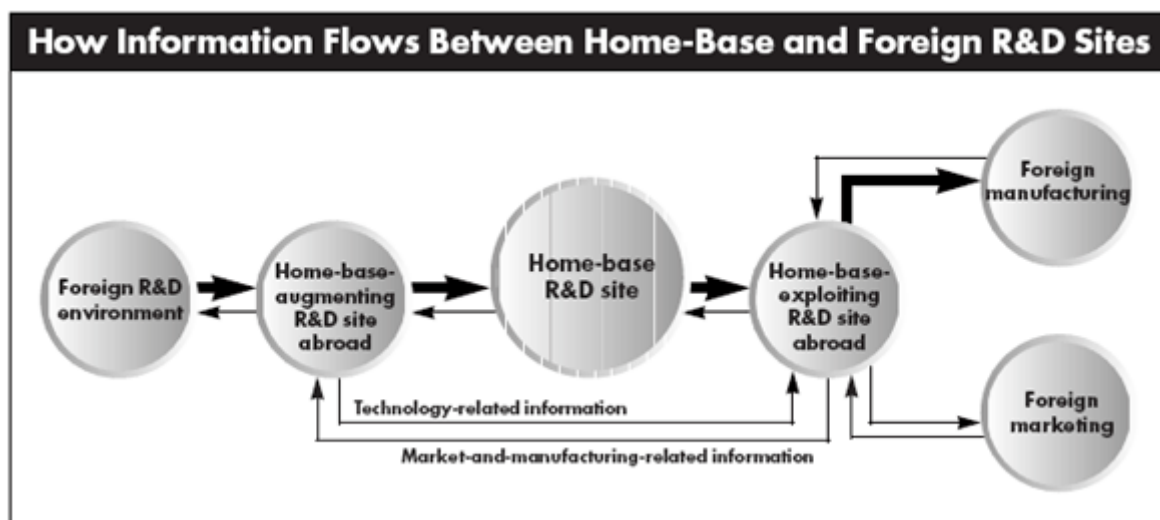 How Information Flows Between Home-Base and Foreign R&D Sites
Foreign R&D
environment
Home-base-
augmenting
R&D site
abroad
Home-base
R&D site
Home-base-
exploiting
R&D site
abroad
Foreign
manufacturing
Foreign
marketing
Technology-related information
Market-and-manufacturing-related information